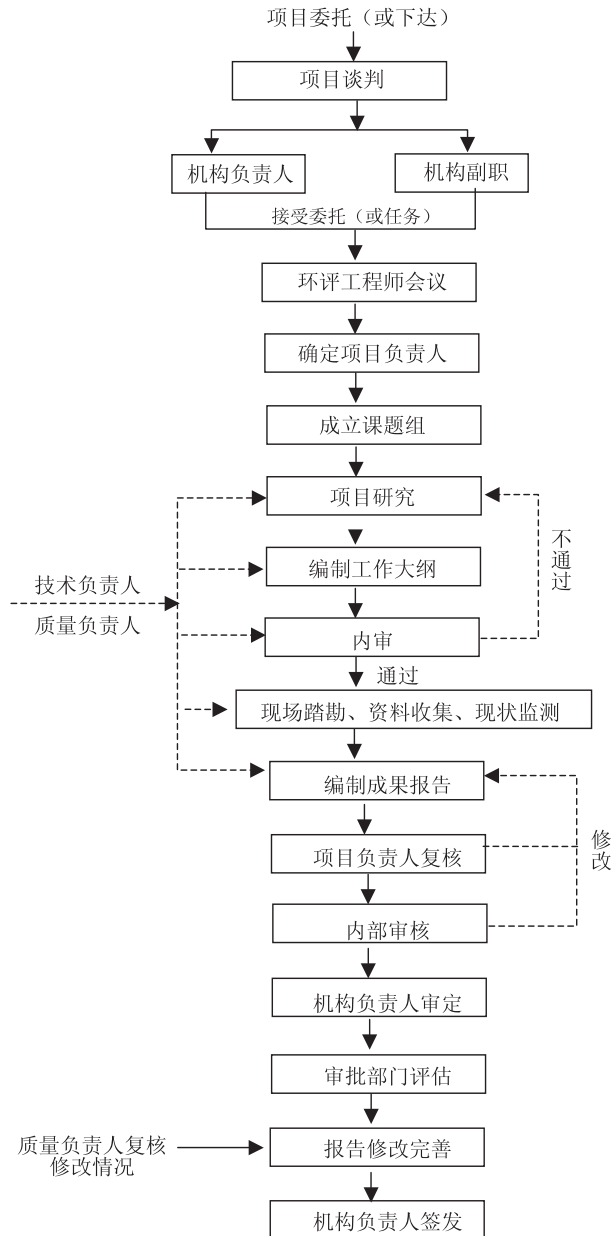 项目委托（或下达）
项目谈判
机构负责人
机构副职
接受委托（或任务）
环评工程师会议
确定项目负责人
成立课题组
项目研究
不通过
编制工作大纲
技术负责人
质量负责人
内审
通过
现场踏勘、资料收集、现状监测
编制成果报告
修改
项目负责人复核
内部审核
机构负责人审定
审批部门评估
质量负责人复核
修改情况
报告修改完善
机构负责人签发